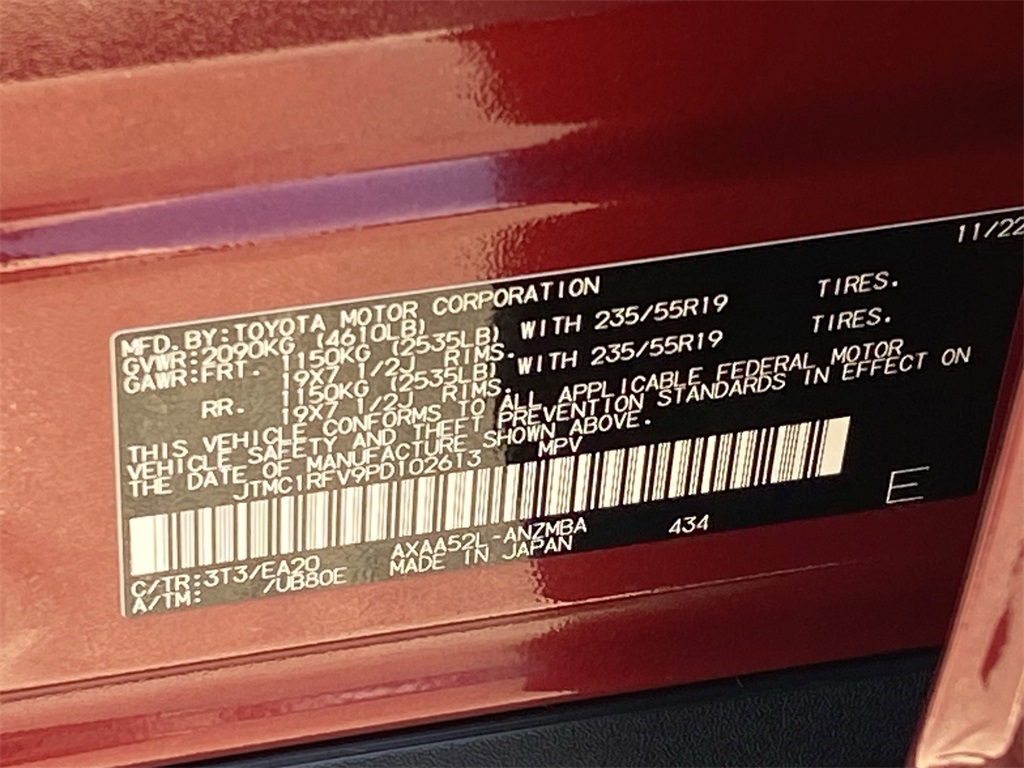 11/22
MFD.BY:TOYOTA MOTOR CORPORATION
GVWR:2090KG (4610LB)
GAWR:FRT. 1150KG (2535LB) WITH 235/55R19 TIRES.
19X7 1/2J RIMS.
RR. 1150KG (2535LB) WITH 235/55R19 TIRES.
19X7 1/2J RIMS.
THIS VEHICLE CONFORMS TO ALL APPLICABLE FEDERAL MOTOR
VEHICLE SAFETY AND THEFT PREVENTION STANDARDS IN EFFECT ON
THE DATE OF MANUFACTURE SHOWN ABOVE.
JTMC1RFV9PD102613 MPV
E
C/TR:3T3/EA20 AXAA52L-ANZMBA 434
A/TM: /UB80E MADE IN JAPAN